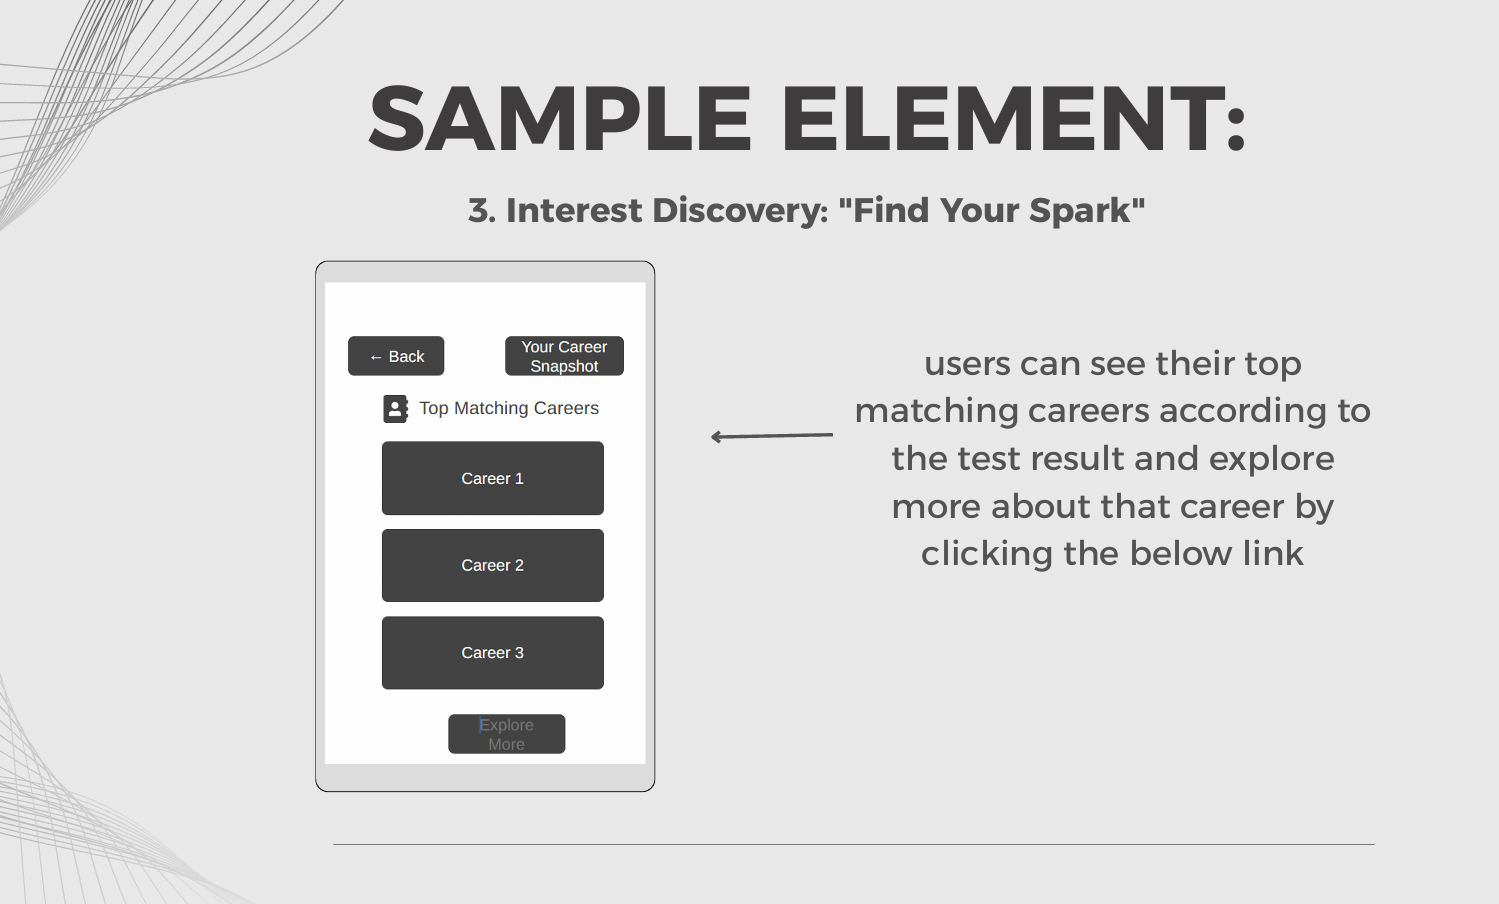 SAMPLE ELEMENT:
3. Interest Discovery: "Find Your Spark"
← Back
Your Career
Snapshot
Top Matching Careers
Career 1
Career 2
Career 3
Explore
More
users can see their top
matching careers according to
the test result and explore
more about that career by
clicking the below link